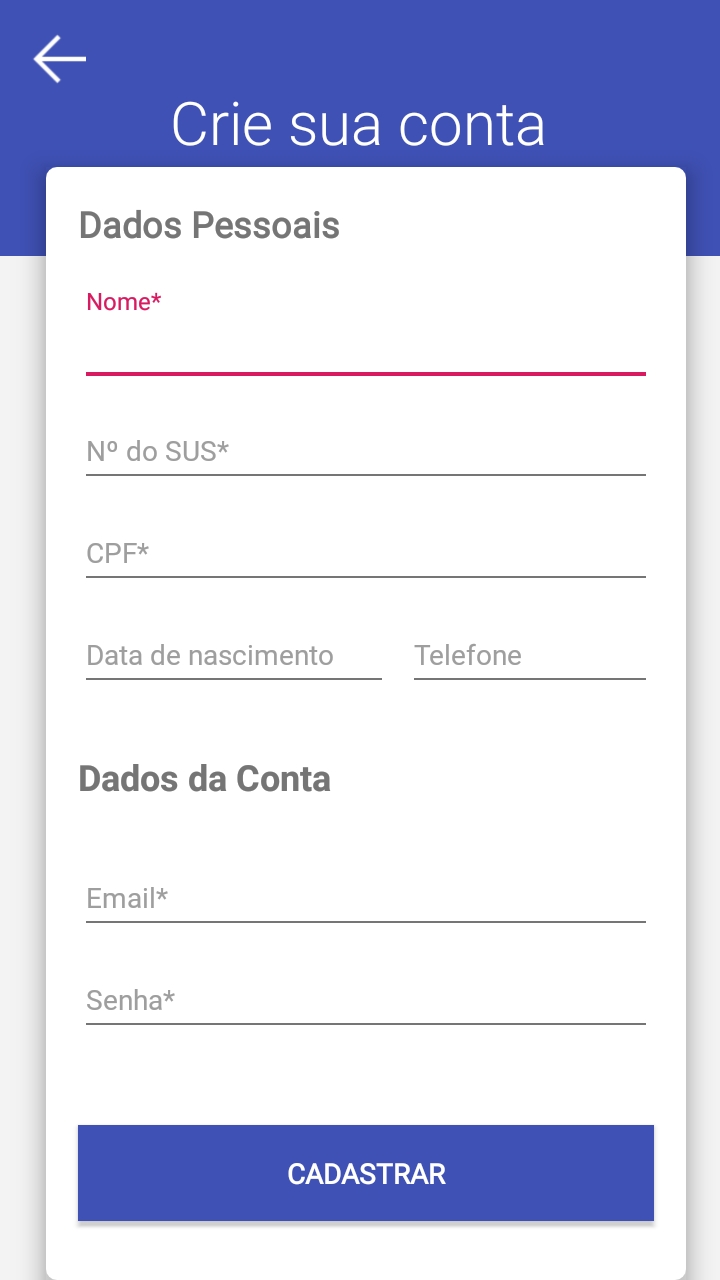 Crie sua conta
Dados Pessoais
Nome*
Nº do SUS*
CPF*
Data de nascimento Telefone
Dados da Conta
Email*
Senha*
CADASTRAR